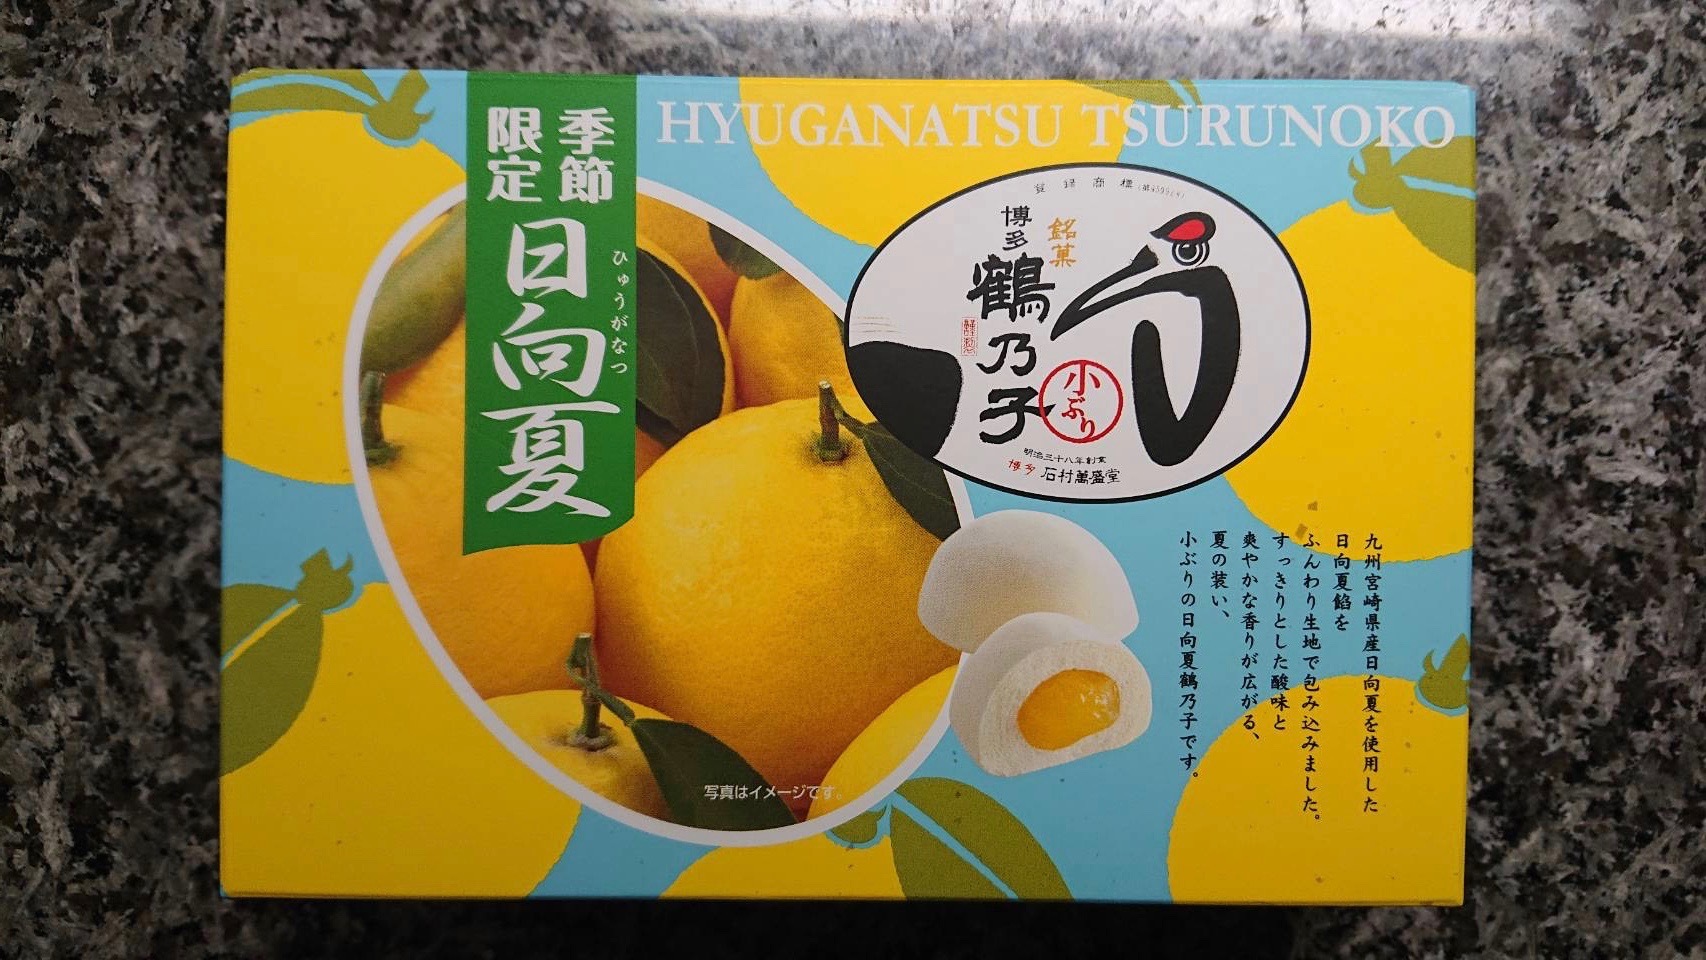 HYUGANATSU TSURUNOKO
季節
限定
日向夏
ひゅうがなつ
登録商標
銘菓
博多
鶴乃子
小ぶり
明治三十八年創業
博多 石村萬盛堂
九州宮崎県産日向夏を使用した
日向夏餡を
ふんわり生地で包み込みました。
すっきりとした酸味と
爽やかな香りが広がる、
夏の装い、
小ぶりの日向夏鶴乃子です。
写真はイメージです。